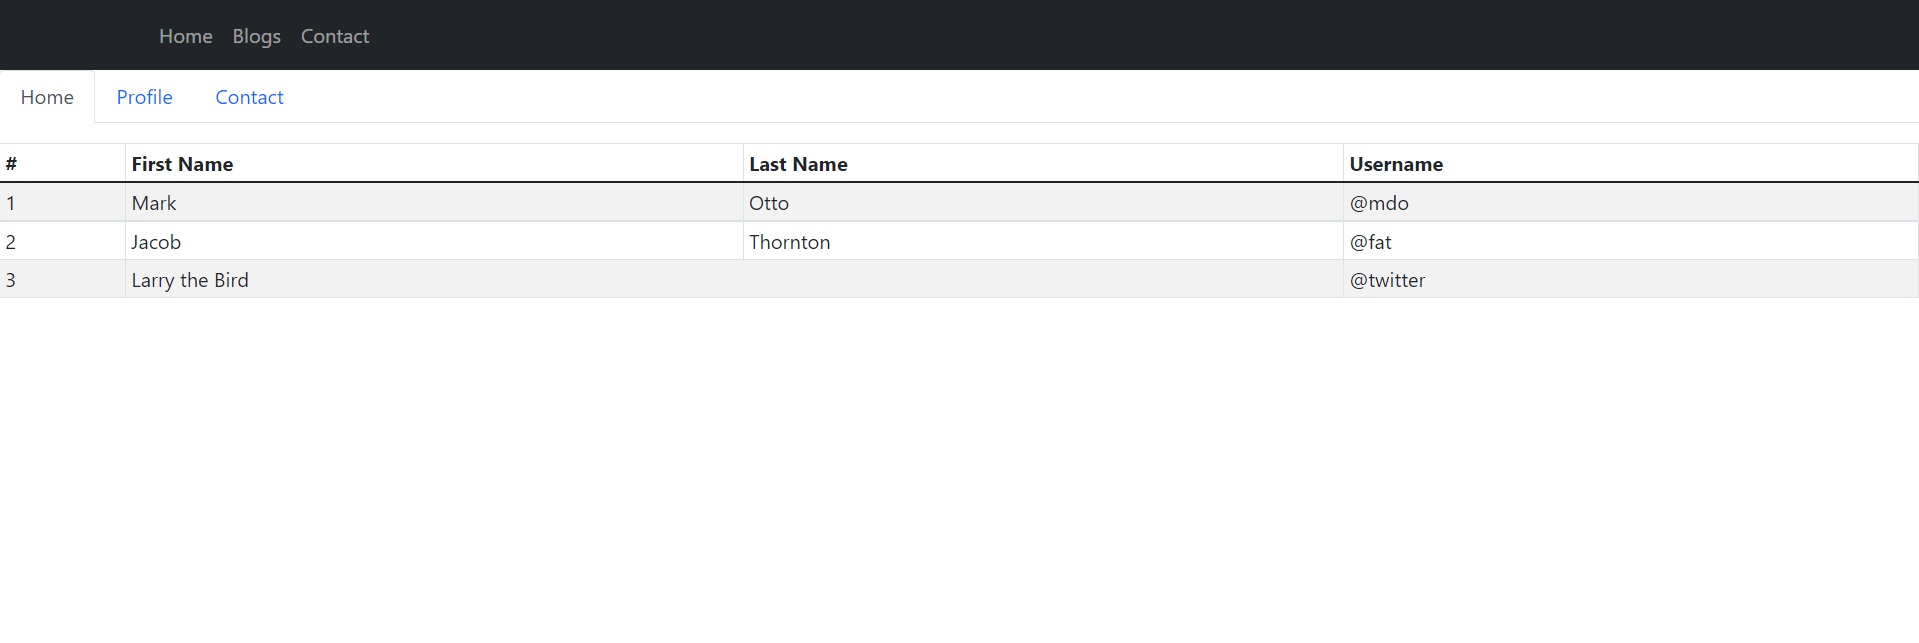 Home Blogs Contact
Home Profile Contact
# First Name Last Name Username
1 Mark Otto @mdo
2 Jacob Thornton @fat
3 Larry the Bird @twitter